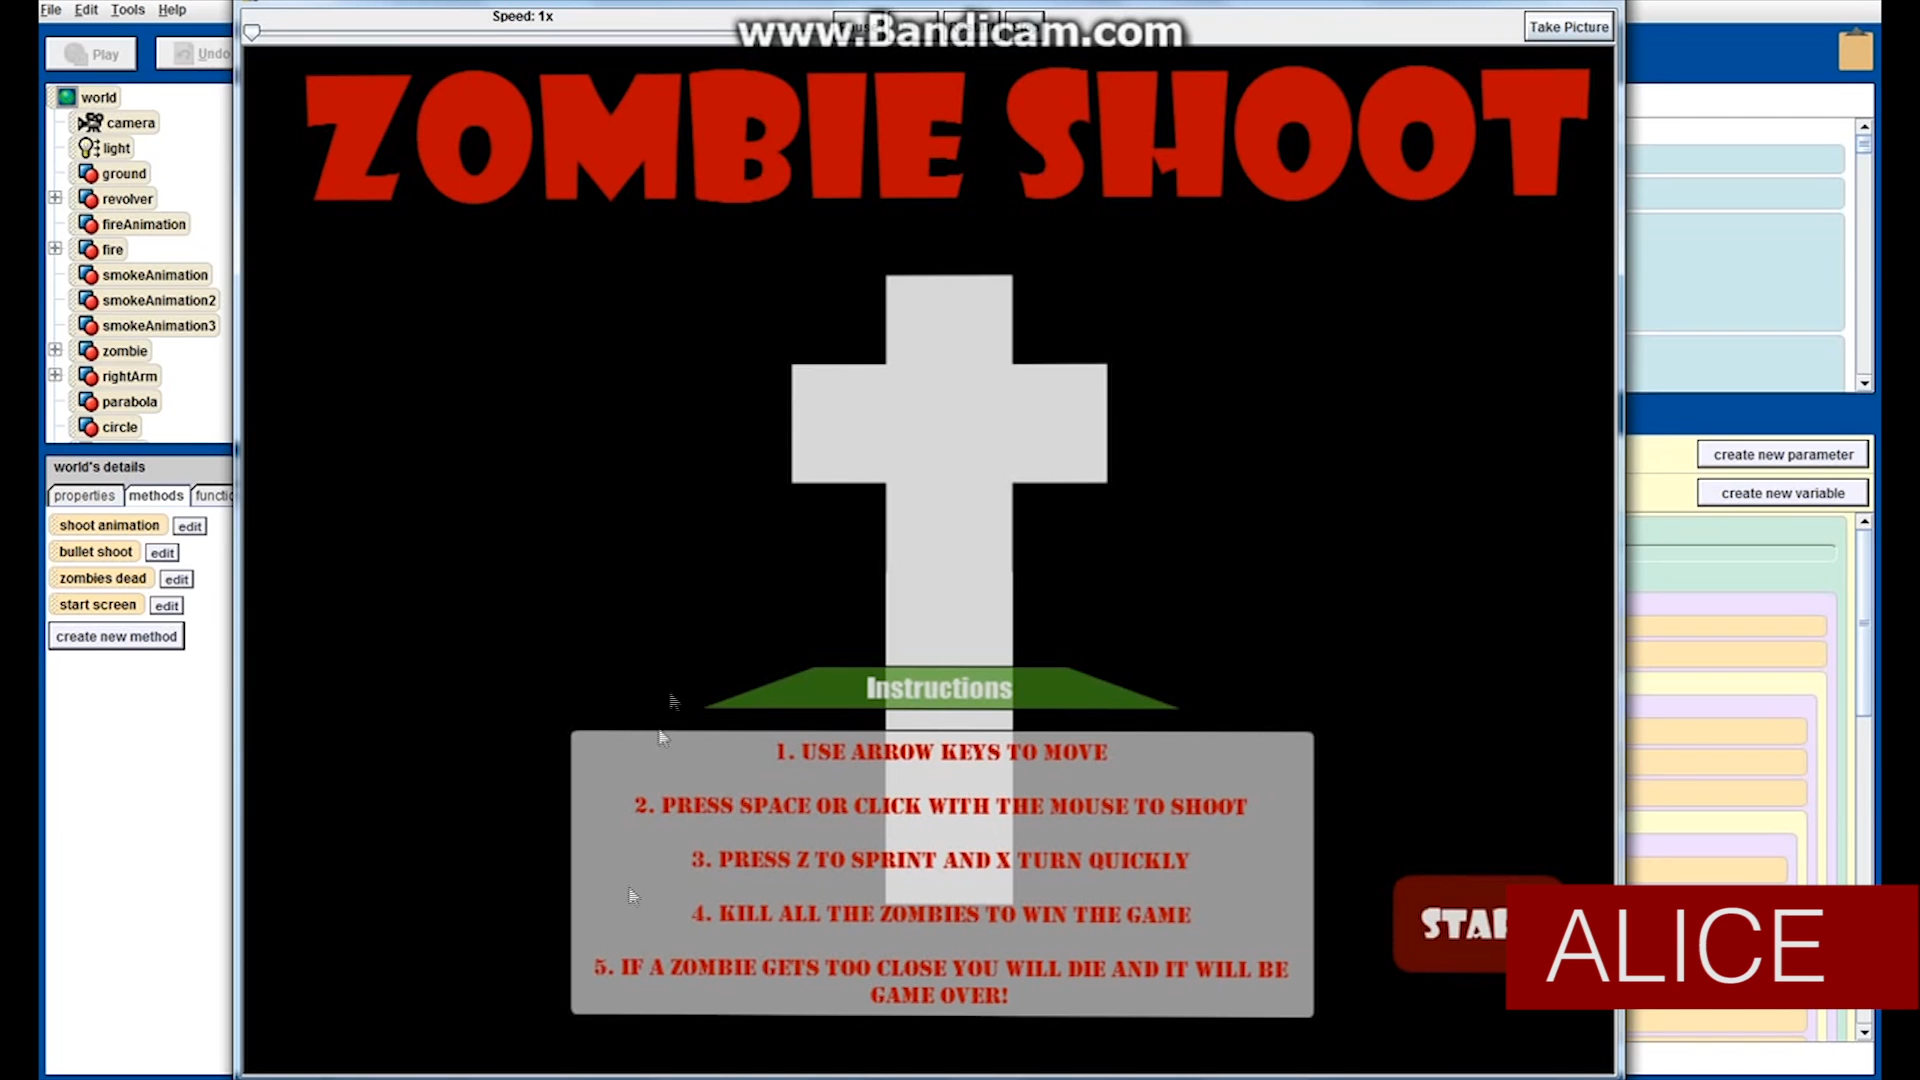 File Edit Tools Help
Speed: 1x
www.Bandicam.com
Take Picture
Play
Undo
world
camera
light
ground
revolver
fireAnimation
fire
smokeAnimation
smokeAnimation2
smokeAnimation3
zombie
rightArm
parabola
circle
world's details
properties methods
shoot animation edit
bullet shoot edit
zombies dead edit
start screen edit
create new method
ZOMBIE SHOOT
Instructions
1. USE ARROW KEYS TO MOVE
2. PRESS SPACE OR CLICK WITH THE MOUSE TO SHOOT
3. PRESS Z TO SPRINT AND X TURN QUICKLY
4. KILL ALL THE ZOMBIES TO WIN THE GAME
5. IF A ZOMBIE GETS TOO CLOSE YOU WILL DIE AND IT WILL BE
GAME OVER!
create new parameter
create new variable
ALICE